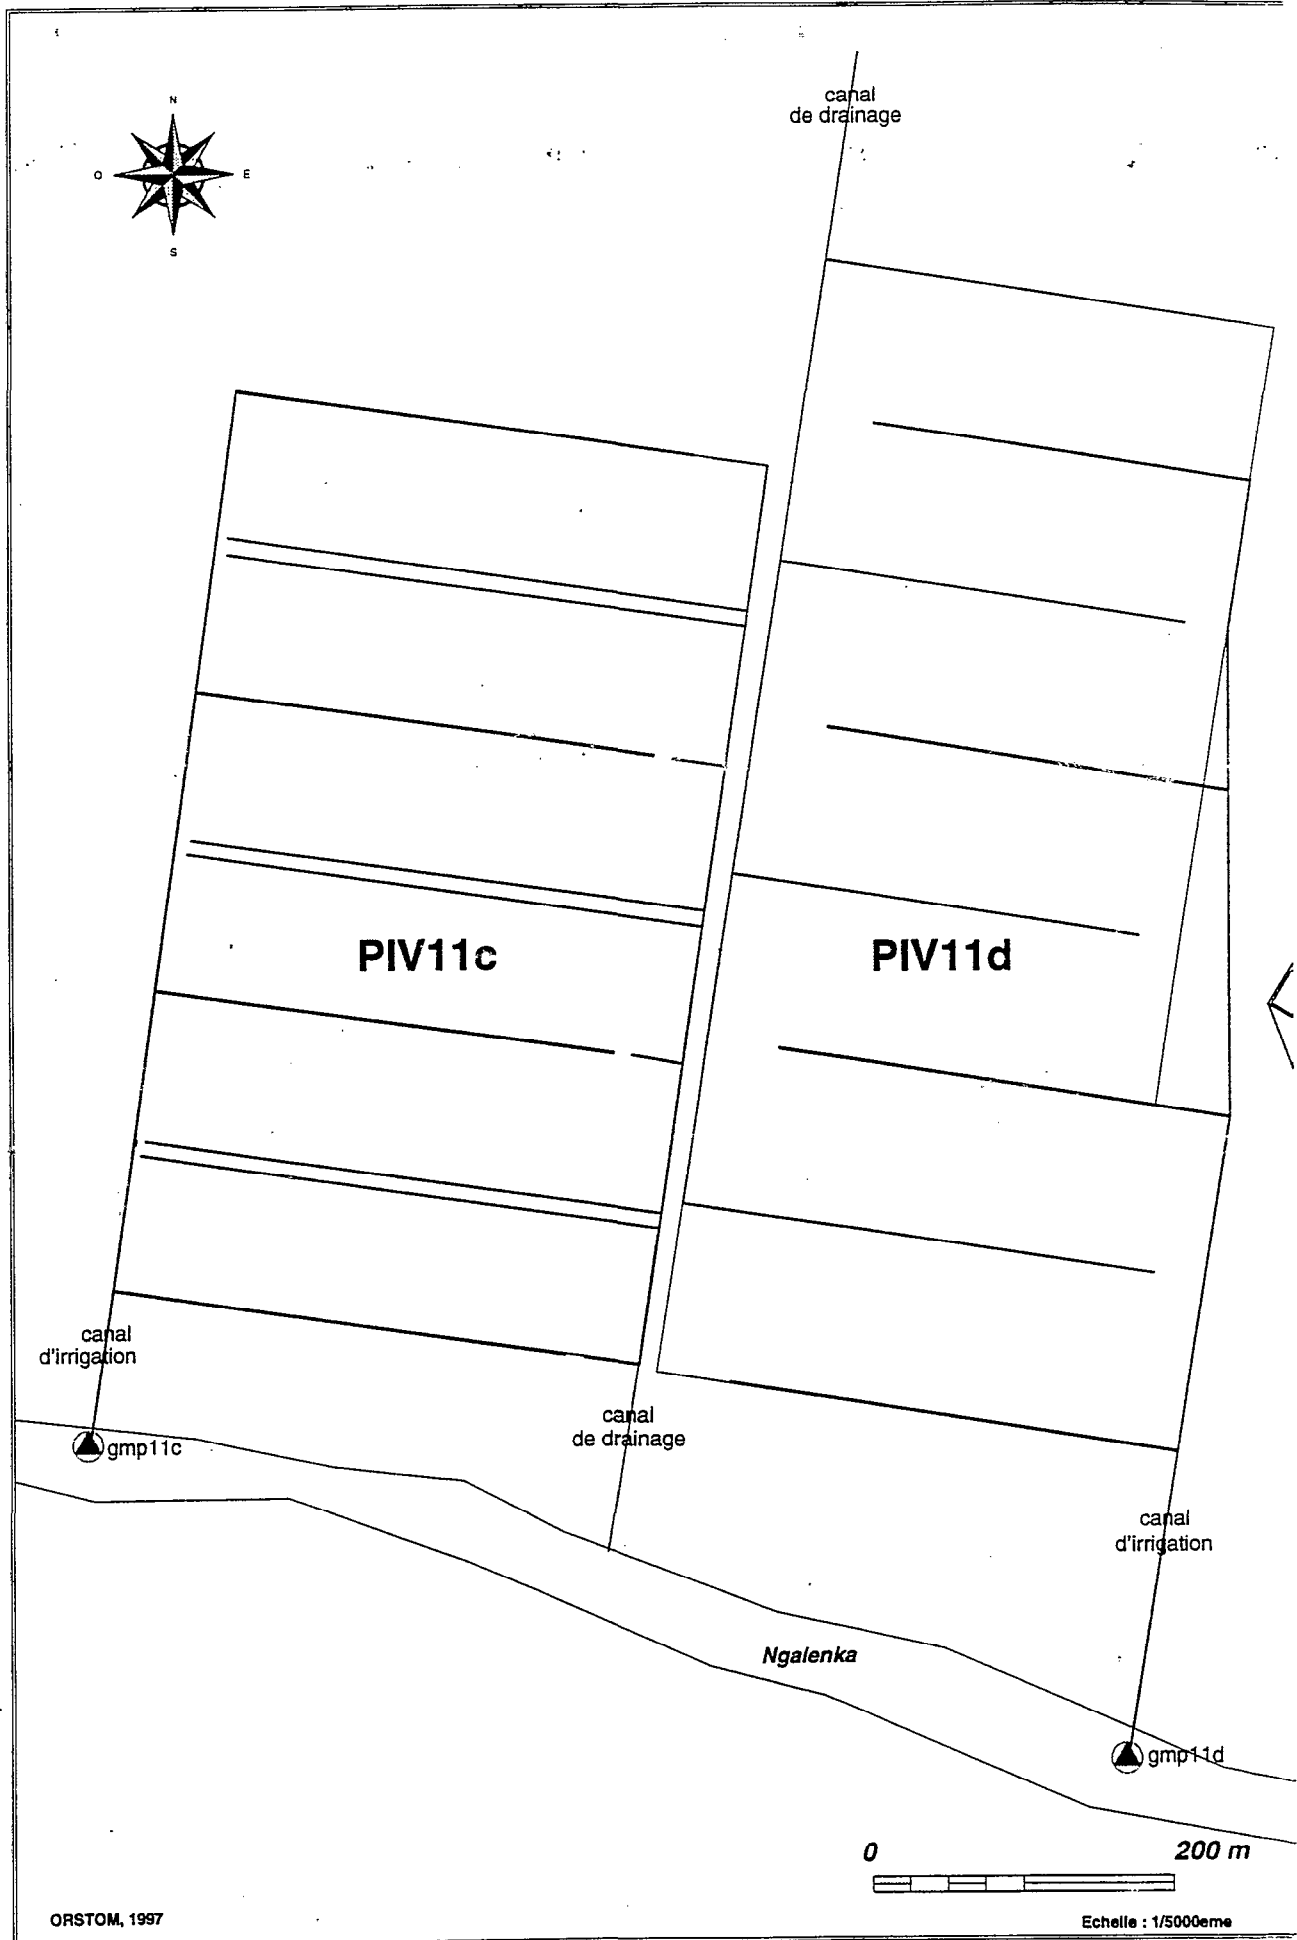 canal
de drainage
N
O
E
S
PIV11c
PIV11d
canal
d'irrigation
gmp11c
canal
de drainage
canal
d'irrigation
Ngalenka
gmp11d
0
200 m
ORSTOM, 1997
Echelle : 1/5000eme